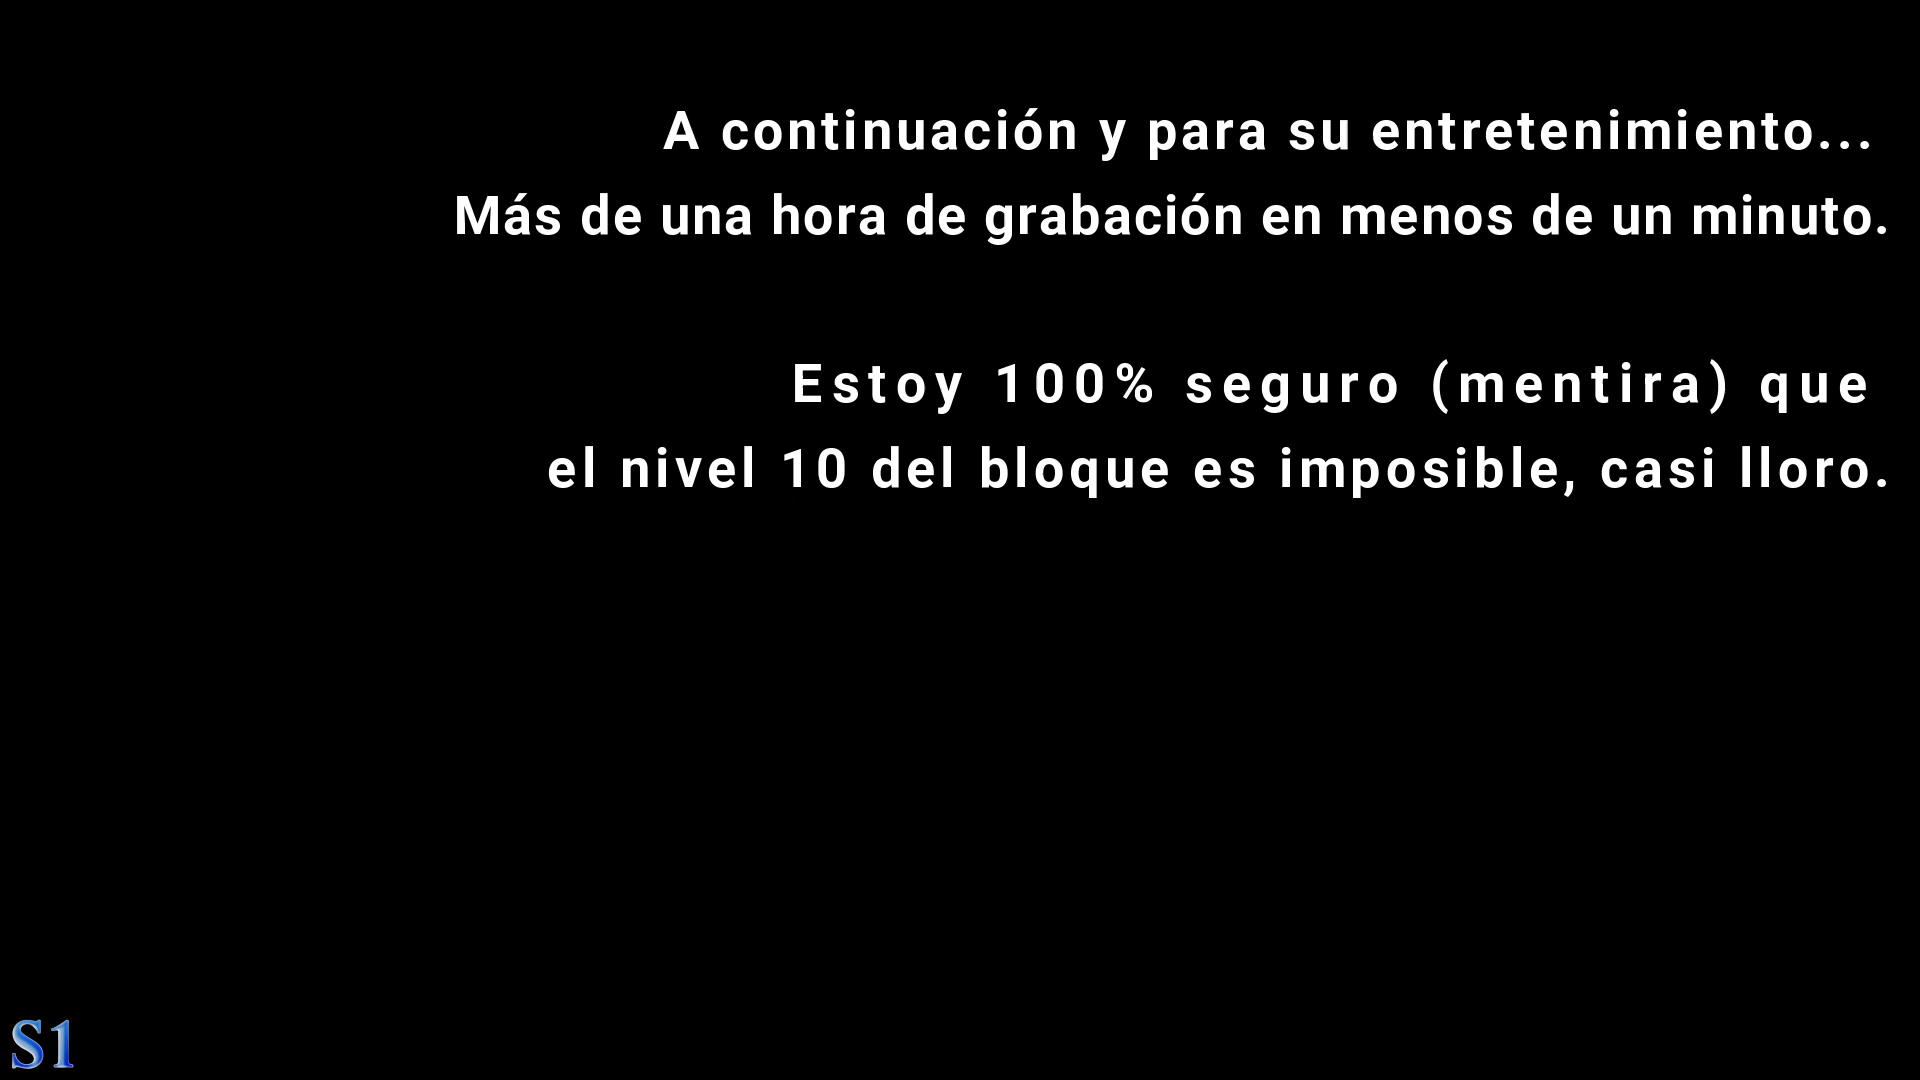 A continuación y para su entretenimiento...
Más de una hora de grabación en menos de un minuto.
Estoy 100% seguro (mentira) que
el nivel 10 del bloque es imposible, casi lloro.
S1